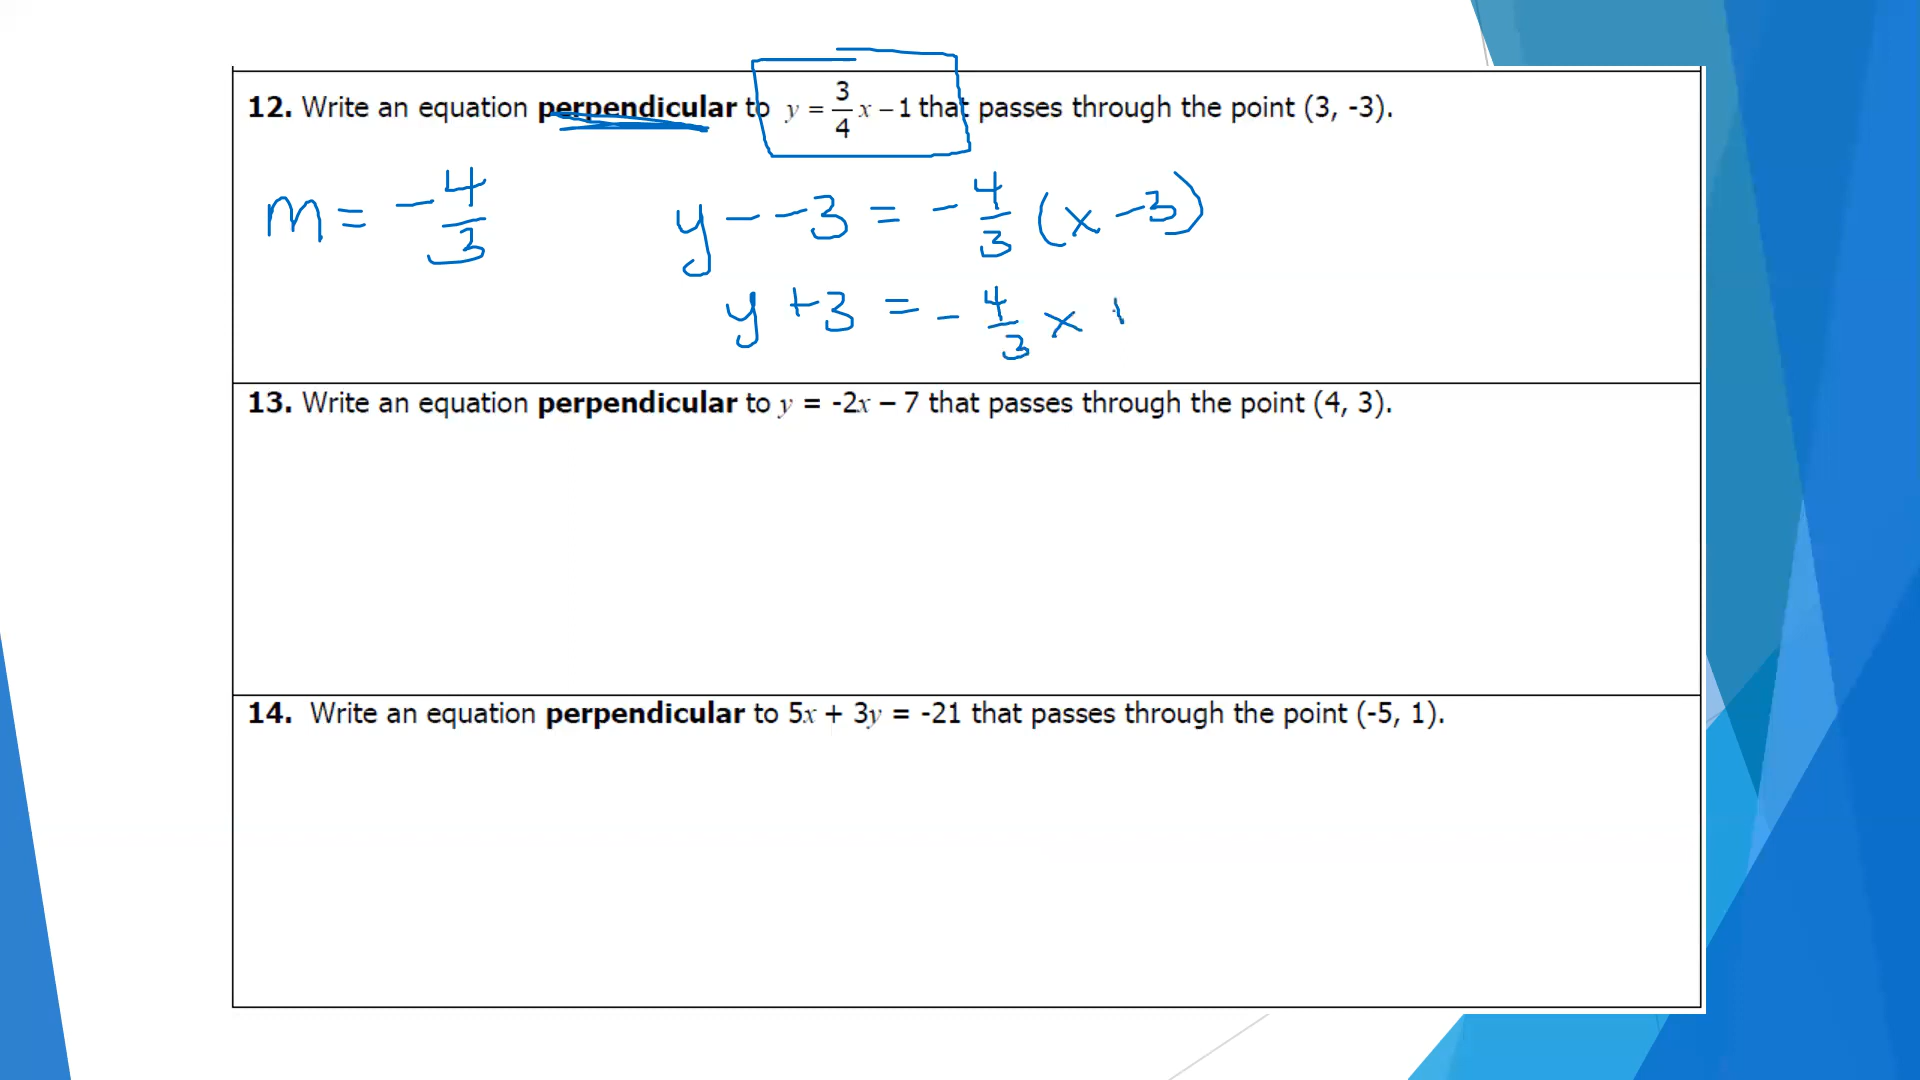 12. Write an equation perpendicular to y = 3/4 x – 1 that passes through the point (3, -3).
m = -4/3
y - -3 = -4/3 (x - 3)
y + 3 = -4/3 x
13. Write an equation perpendicular to y = -2x – 7 that passes through the point (4, 3).
14. Write an equation perpendicular to 5x + 3y = -21 that passes through the point (-5, 1).